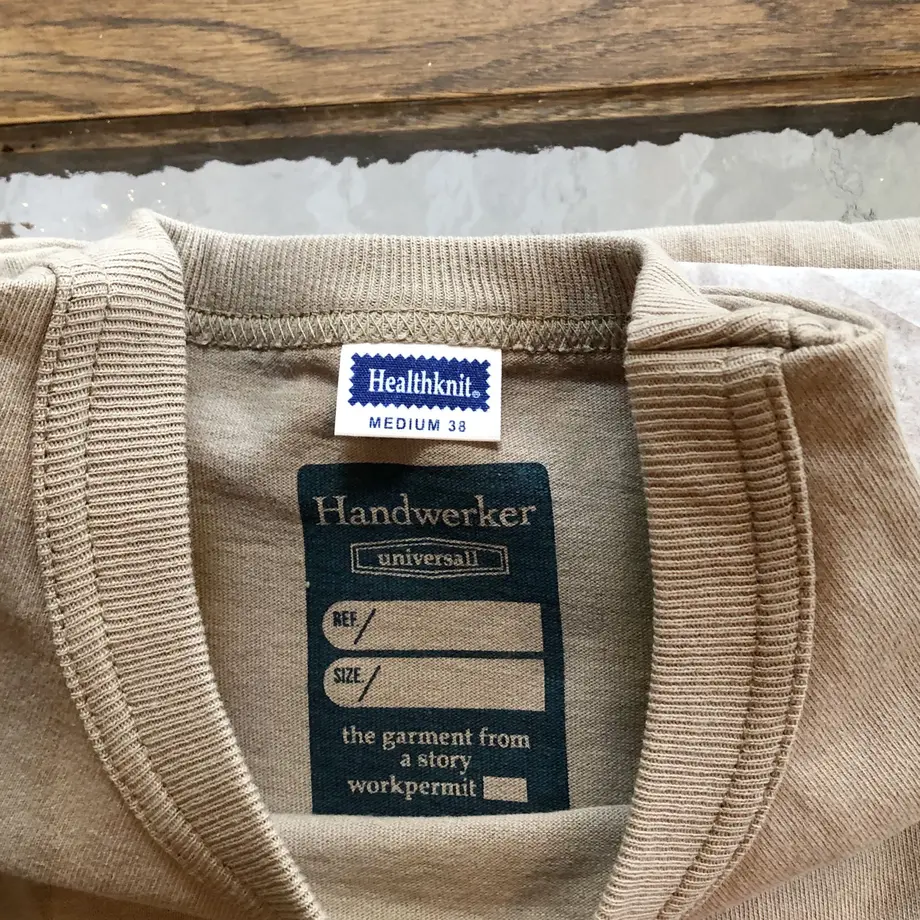 Healthknit®
MEDIUM 38
Handwerker
universall
REF./
SIZE./
the garment from
a story
workpermit